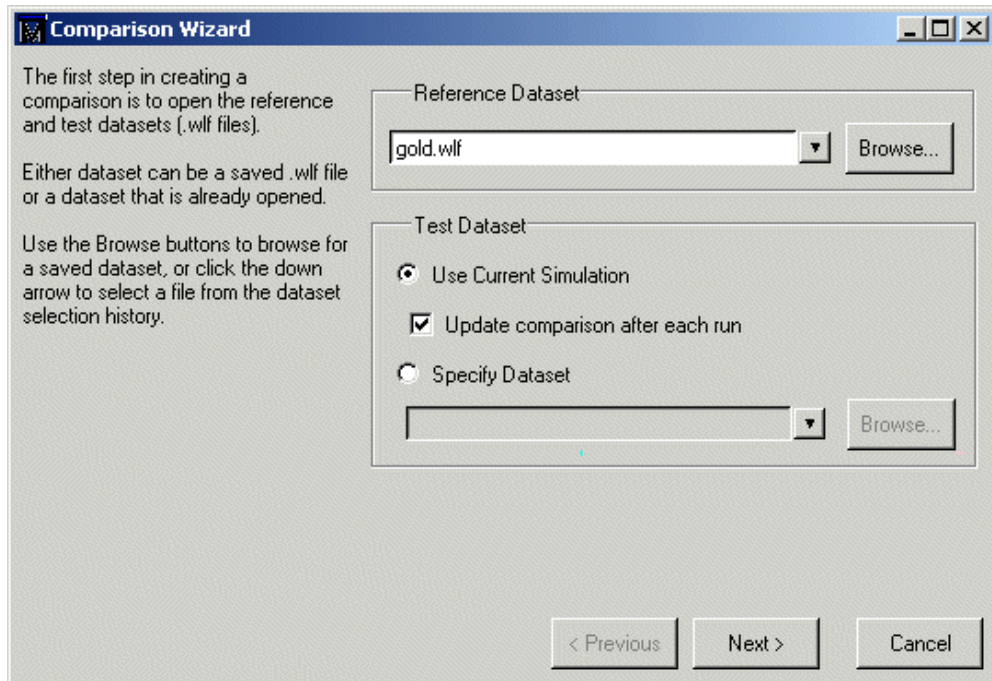 Comparison Wizard
The first step in creating a
comparison is to open the reference
and test datasets (.wlf files).
Either dataset can be a saved .wlf file
or a dataset that is already opened.
Use the Browse buttons to browse for
a saved dataset, or click the down
arrow to select a file from the dataset
selection history.
Reference Dataset
gold.wlf
Browse...
Test Dataset
Use Current Simulation
Update comparison after each run
Specify Dataset
Browse...
< Previous
Next >
Cancel